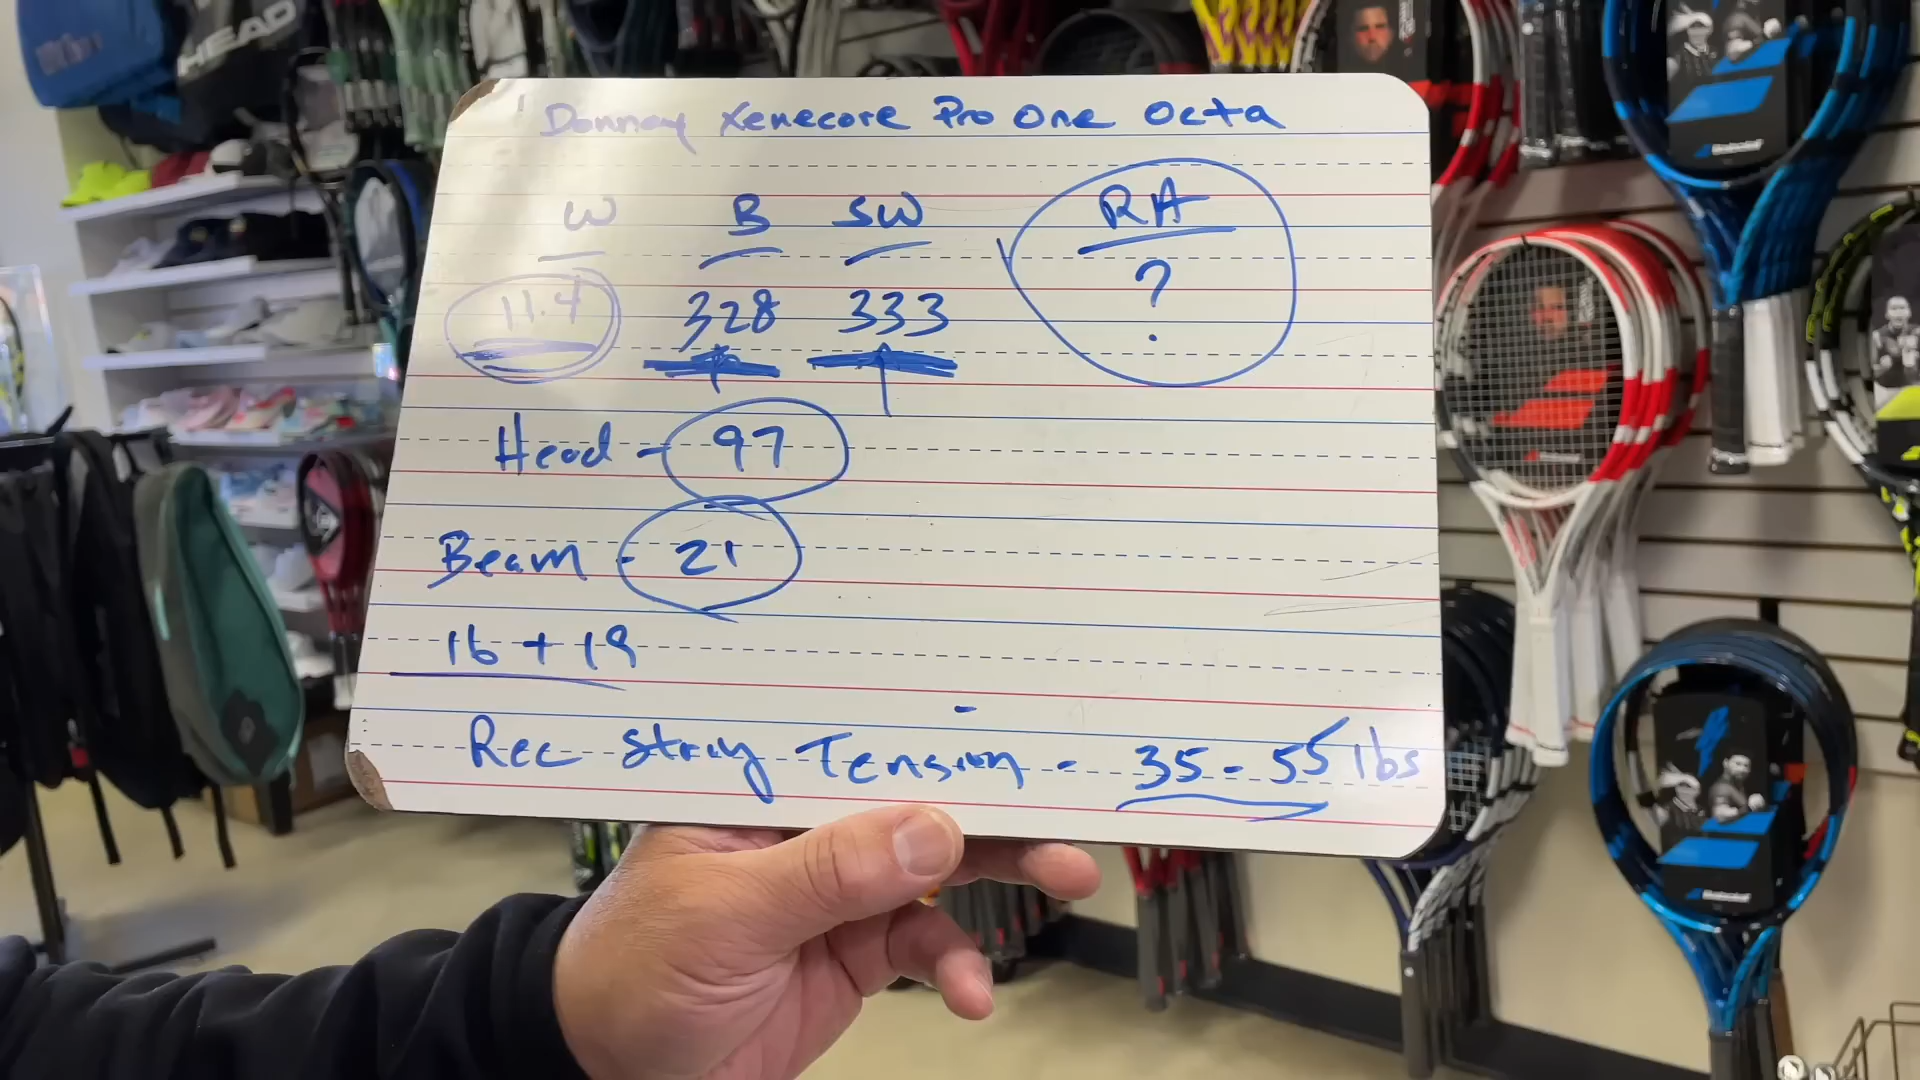 HEAD
Donnay Xenecore Pro One Octa
W B SW RA
11.4 328 333 ?
Head - 97
Beam - 21
16 + 19
Rec String Tension - 35 - 55 lbs